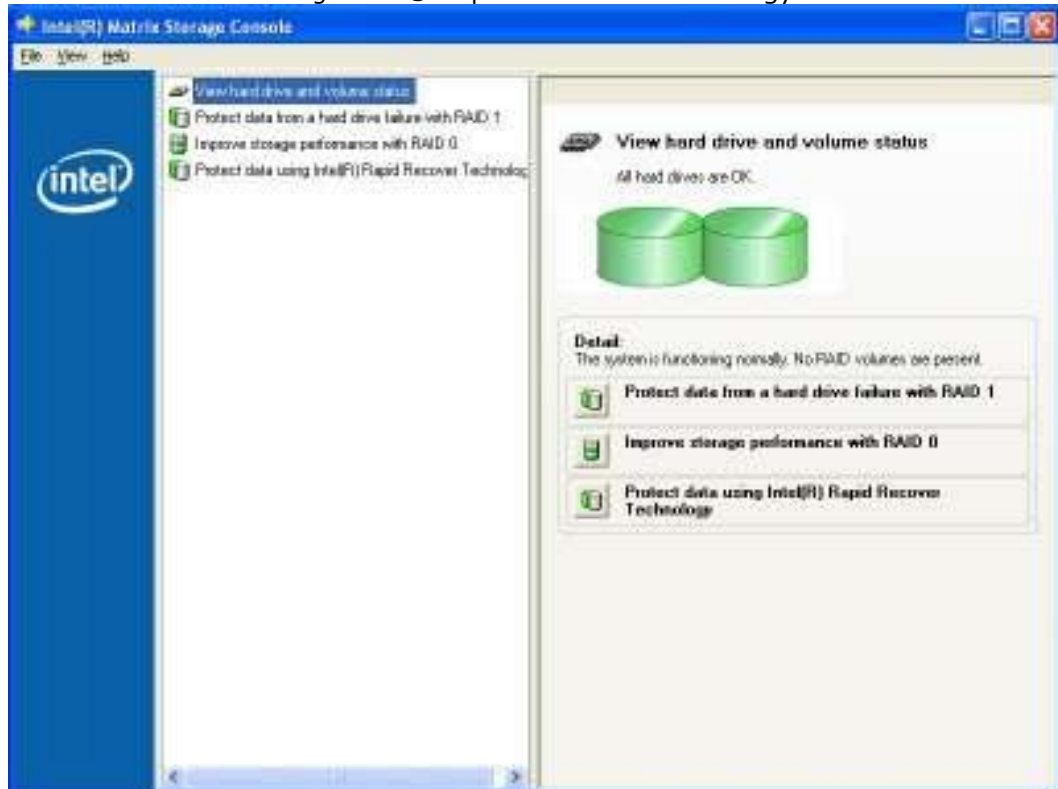 Intel(R) Matrix Storage Console
File View Help
View hard drive and volume status
Protect data from a hard drive failure with RAID 1
Improve storage performance with RAID 0
Protect data using Intel(R) Rapid Recover Technolog
intel
View hard drive and volume status
All hard drives are OK.
Detail:
The system is functioning normally. No RAID volumes are present.
Protect data from a hard drive failure with RAID 1
Improve storage performance with RAID 0
Protect data using Intel(R) Rapid Recover
Technology